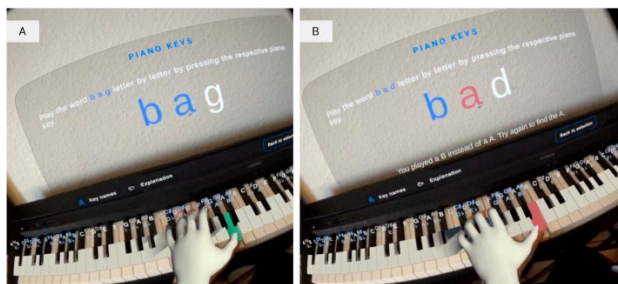 A
PIANO KEYS
Play the word b a g letter by letter by pressing the respective piano
key.
b a g
Back to selection
Key names
Explanation
B
PIANO KEYS
Play the word b a d letter by letter by pressing the respective piano
key.
b a d
You played a B instead of a A. Try again to find the A.
Back to selection
Key names
Explanation